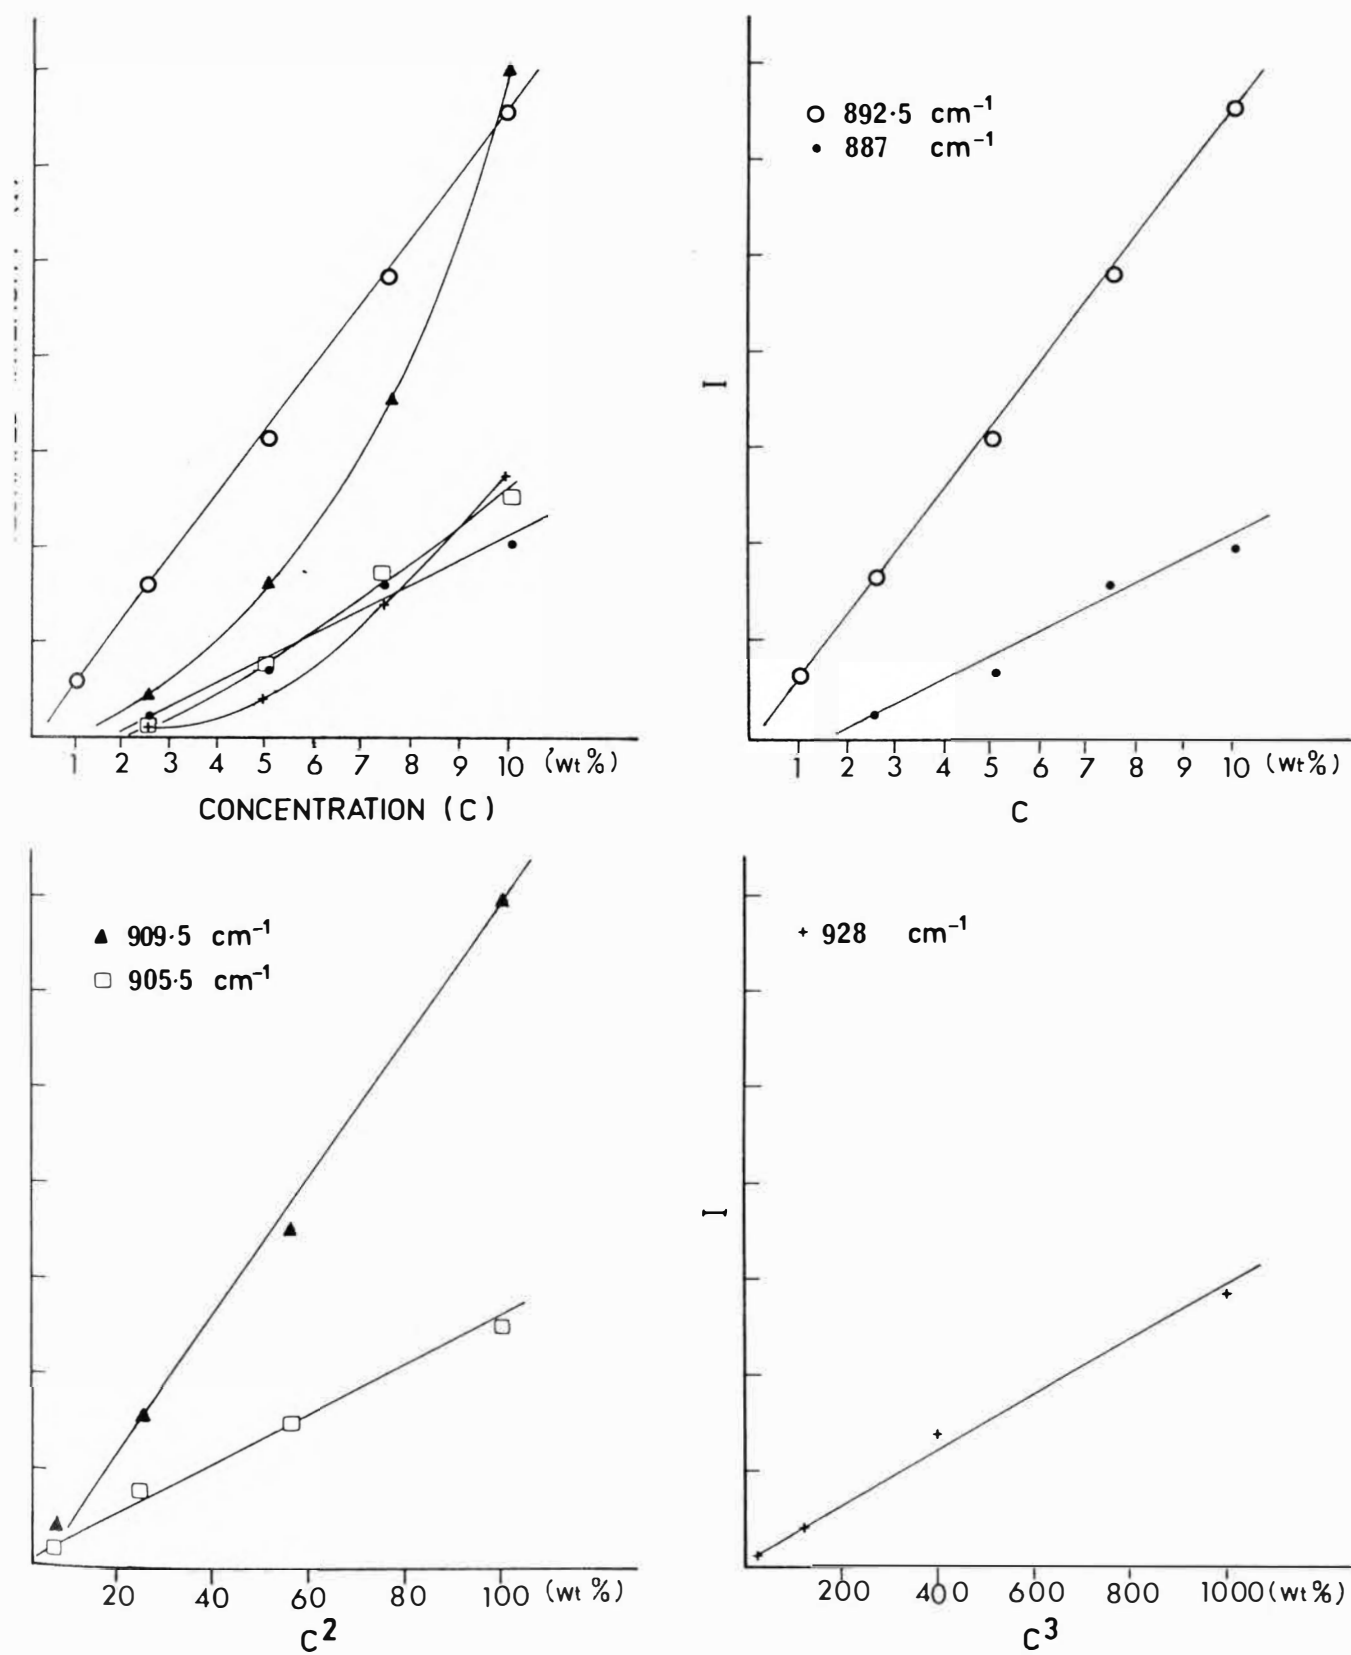 892·5 cm⁻¹
887 cm⁻¹
I
1 2 3 4 5 6 7 8 9 10 (wt%)
CONCENTRATION (C)
1 2 3 4 5 6 7 8 9 10 (wt%)
C
909·5 cm⁻¹
905·5 cm⁻¹
928 cm⁻¹
I
20 40 60 80 100 (wt%)
C²
200 400 600 800 1000 (wt%)
C³